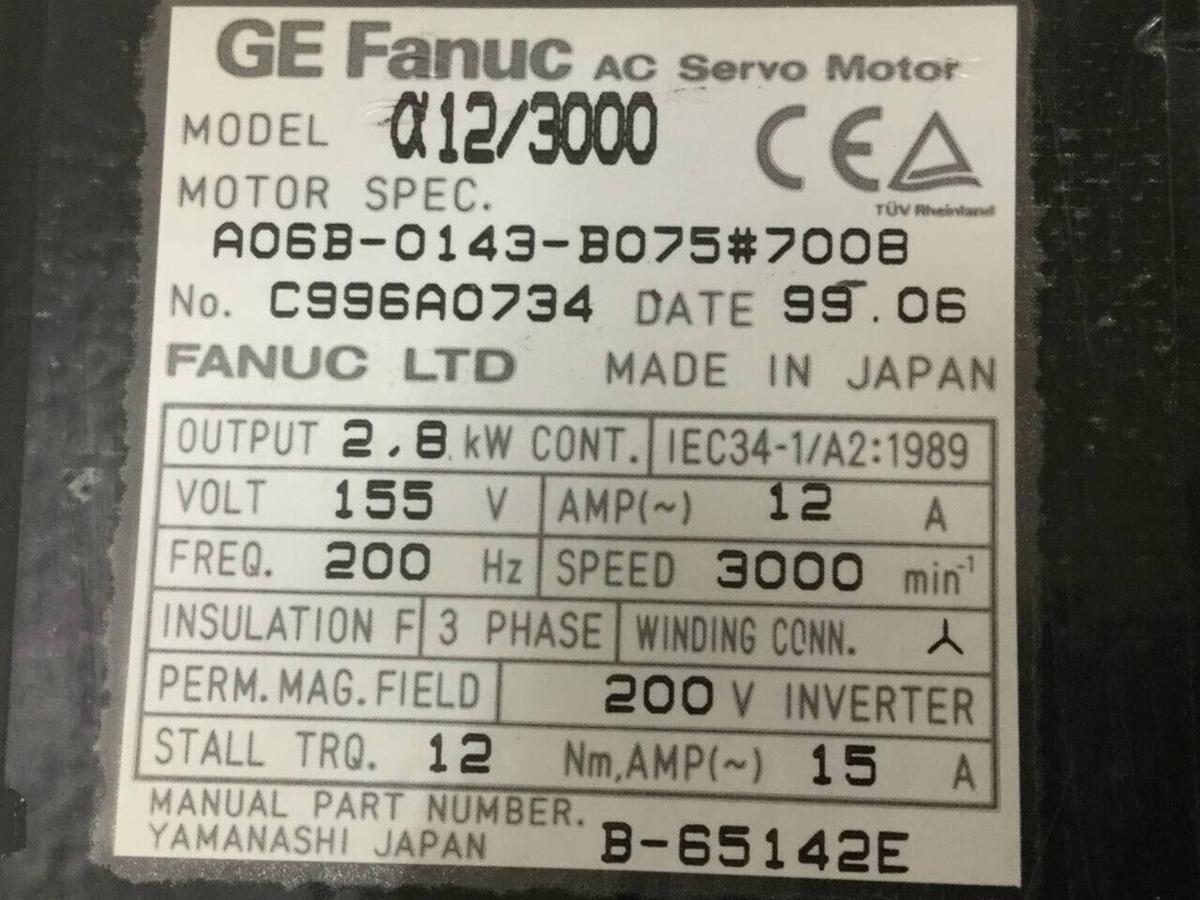 GE Fanuc AC Servo Motor
MODEL α12/3000
CE
TÜV Rheinland
MOTOR SPEC.
A06B-0143-B075#7008
No. C996A0734 DATE 99.06
FANUC LTD MADE IN JAPAN
OUTPUT 2.8 kW CONT. IEC34-1/A2:1989
VOLT 155 V AMP(~) 12 A
FREQ. 200 Hz SPEED 3000 min⁻¹
INSULATION F 3 PHASE WINDING CONN.
PERM.MAG.FIELD 200 V INVERTER
STALL TRQ. 12 Nm,AMP(~) 15 A
MANUAL PART NUMBER.
YAMANASHI JAPAN B-65142E